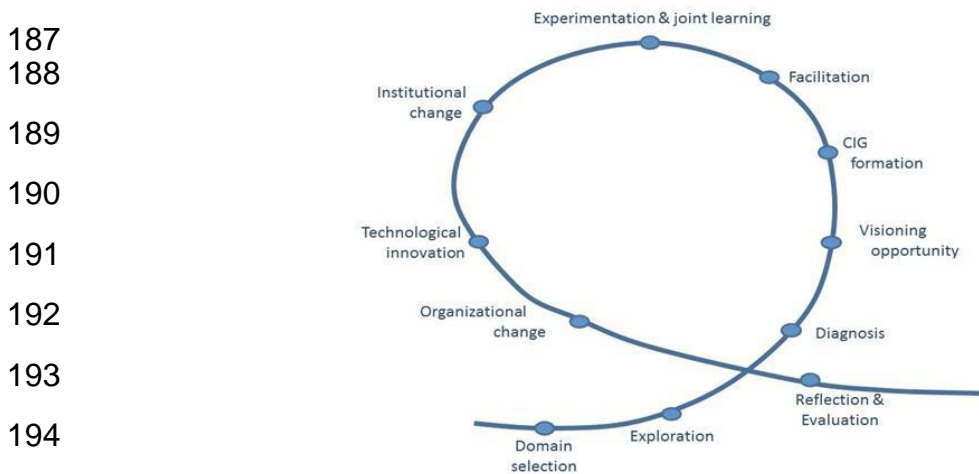 187
Experimentation & joint learning
188
Facilitation
Institutional
change
189
CIG
formation
190
Technological
innovation
Visioning
opportunity
191
Organizational
change
192
Diagnosis
193
Reflection &
Evaluation
194
Exploration
Domain
selection